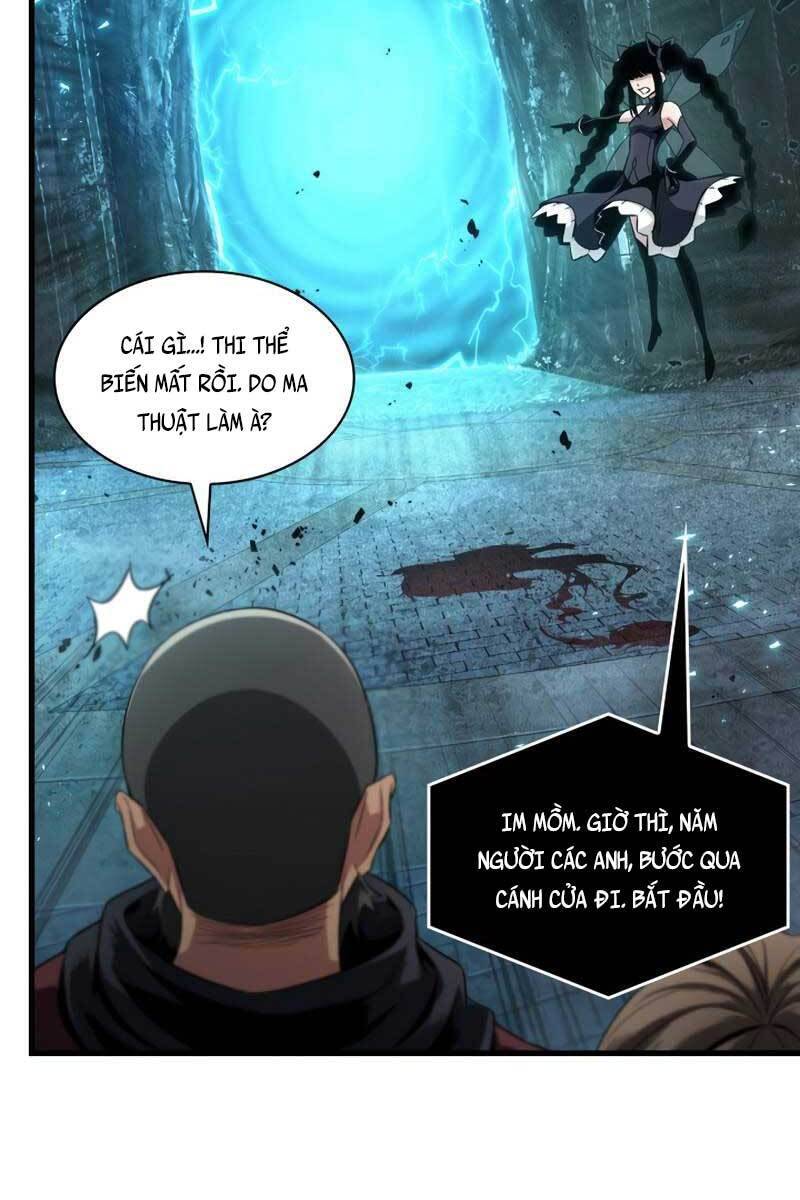 CÁI GÌ...! THI THỂ
BIẾN MẤT RỒI. DO MA
THUẬT LÀM À?
IM MỒM. GIỜ THÌ, NĂM
NGƯỜI CÁC ANH, BƯỚC QUA
CÁNH CỬA ĐI. BẮT ĐẦU!